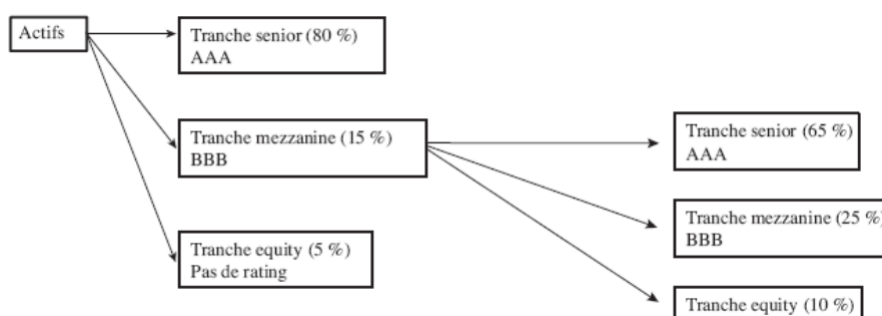 Actifs
Tranche senior (80 %)
AAA
Tranche mezzanine (15 %)
BBB
Tranche equity (5 %)
Pas de rating
Tranche senior (65 %)
AAA
Tranche mezzanine (25 %)
BBB
Tranche equity (10 %)